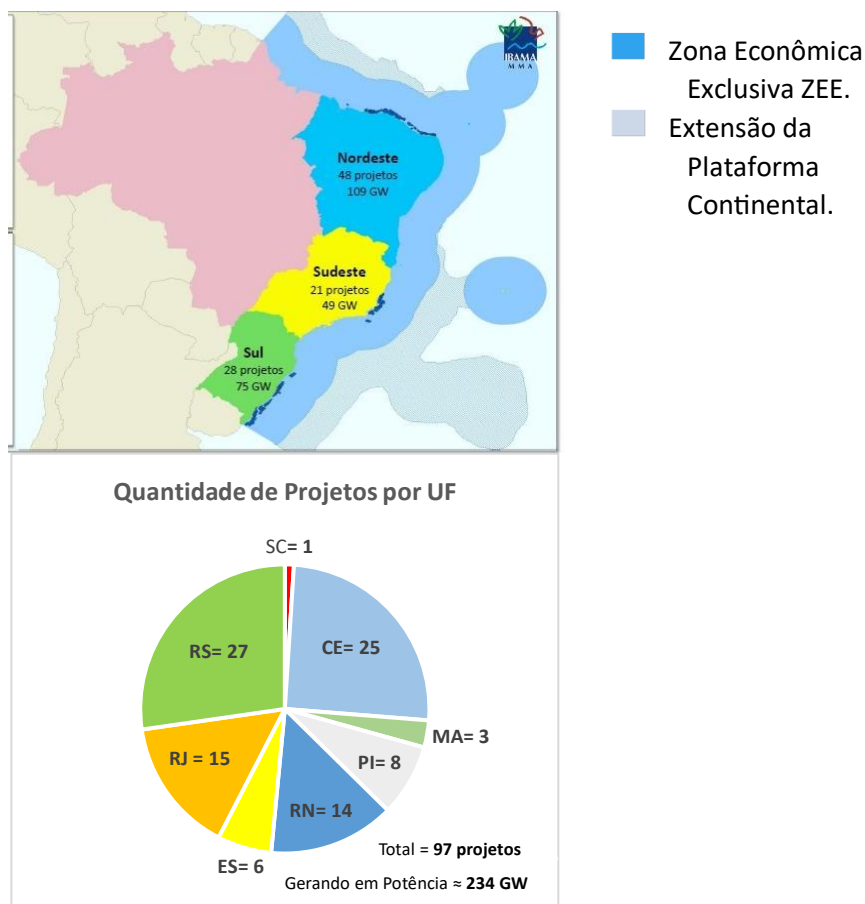 IBAMA
M M A
Nordeste
48 projetos
109 GW
Sudeste
21 projetos
49 GW
Sul
28 projetos
75 GW
Zona Econômica
Exclusiva ZEE.
Extensão da
Plataforma
Continental.
Quantidade de Projetos por UF
SC= 1
RS= 27
CE= 25
MA= 3
RJ = 15
PI= 8
RN= 14
ES= 6
Total = 97 projetos
Gerando em Potência ≈ 234 GW